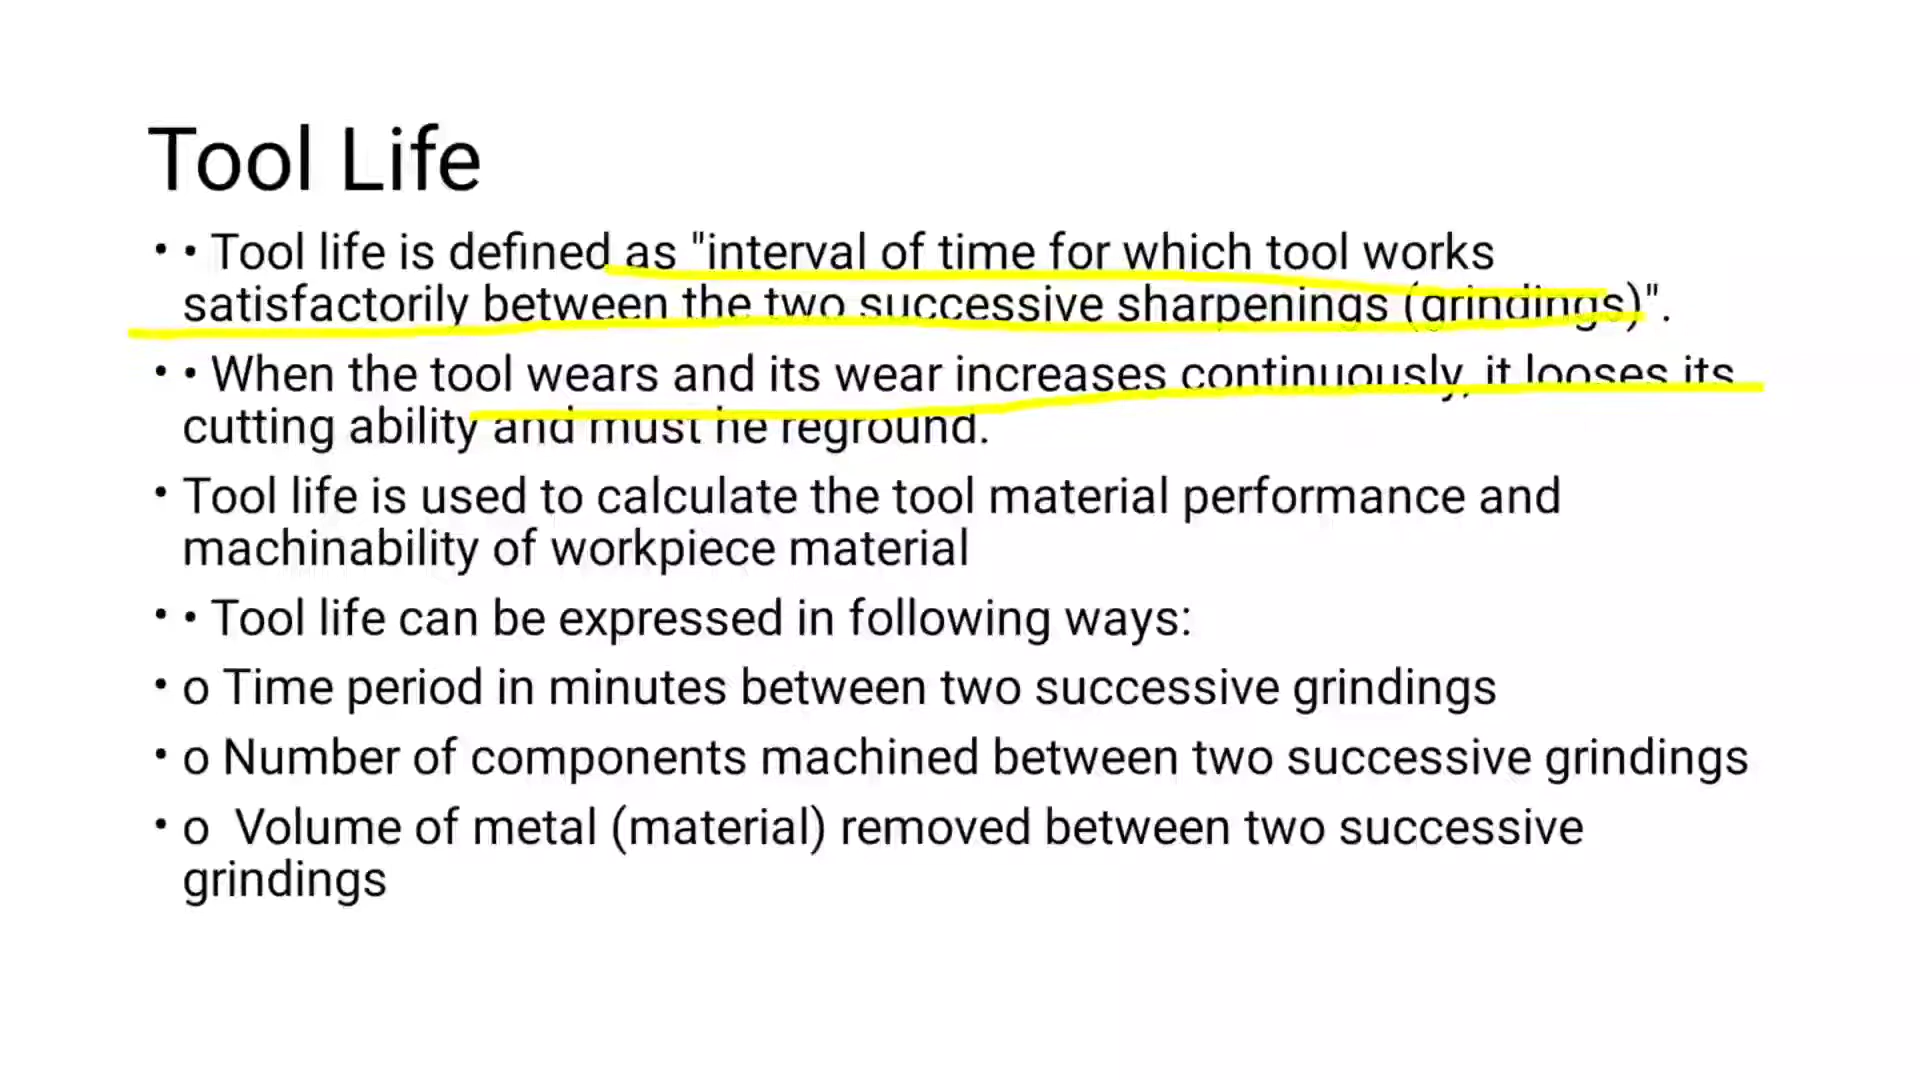 Tool Life
• • Tool life is defined as "interval of time for which tool works
satisfactorily between the two successive sharpenings (grindings)".
• • When the tool wears and its wear increases continuously, it looses its
cutting ability and must he reground.
• Tool life is used to calculate the tool material performance and
machinability of workpiece material
• • Tool life can be expressed in following ways:
• o Time period in minutes between two successive grindings
• o Number of components machined between two successive grindings
• o Volume of metal (material) removed between two successive
grindings